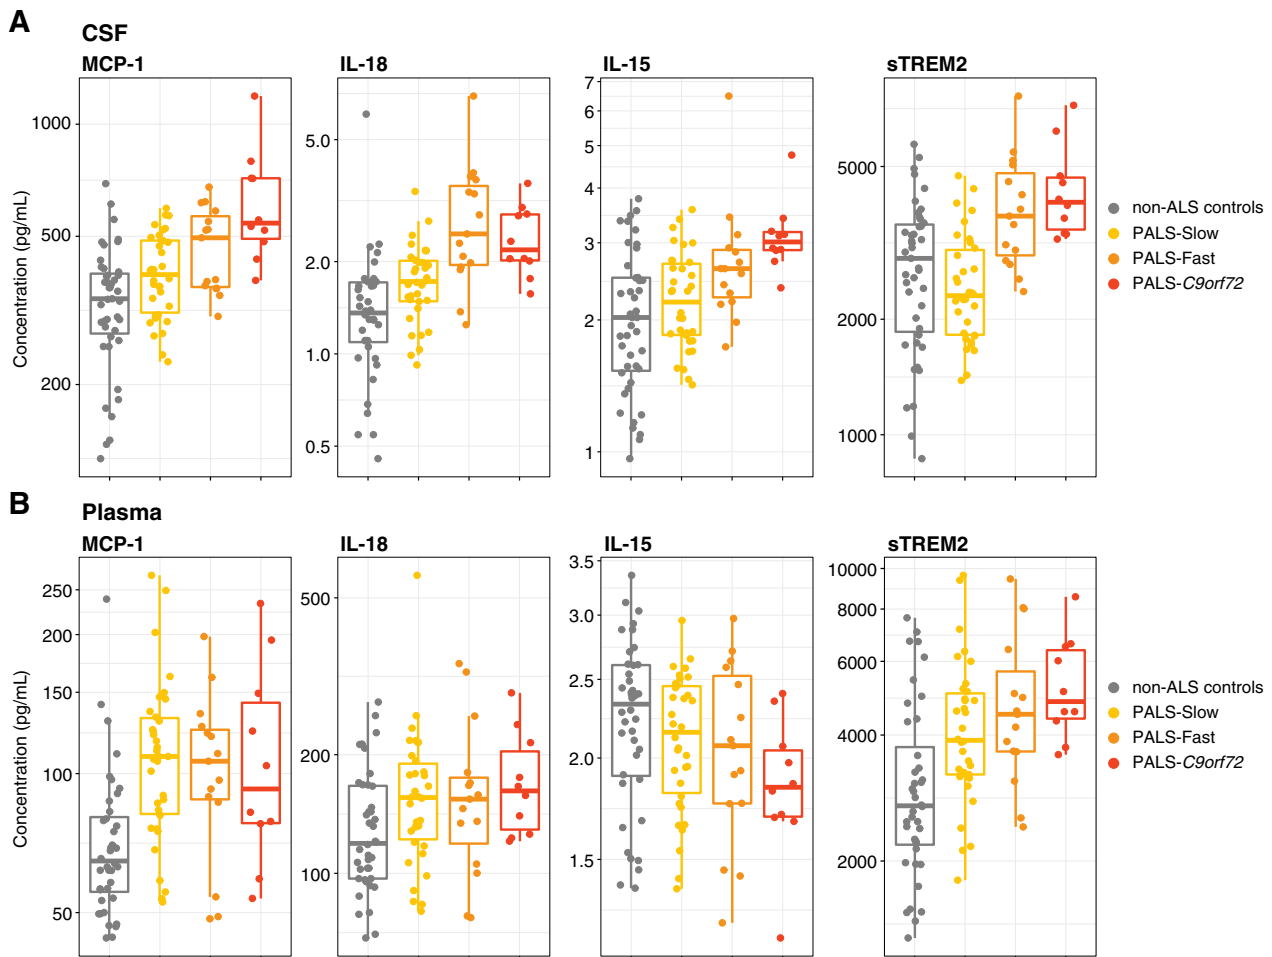 A
CSF
MCP-1
IL-18
IL-15
sTREM2
Concentration (pg/mL)
1000
500
200
5.0
2.0
1.0
0.5
7
6
5
4
3
2
1
5000
2000
1000
non-ALS controls
PALS-Slow
PALS-Fast
PALS-C9orf72
B
Plasma
MCP-1
IL-18
IL-15
sTREM2
Concentration (pg/mL)
250
200
150
100
50
500
200
100
3.5
3.0
2.5
2.0
1.5
10000
8000
6000
4000
2000
non-ALS controls
PALS-Slow
PALS-Fast
PALS-C9orf72